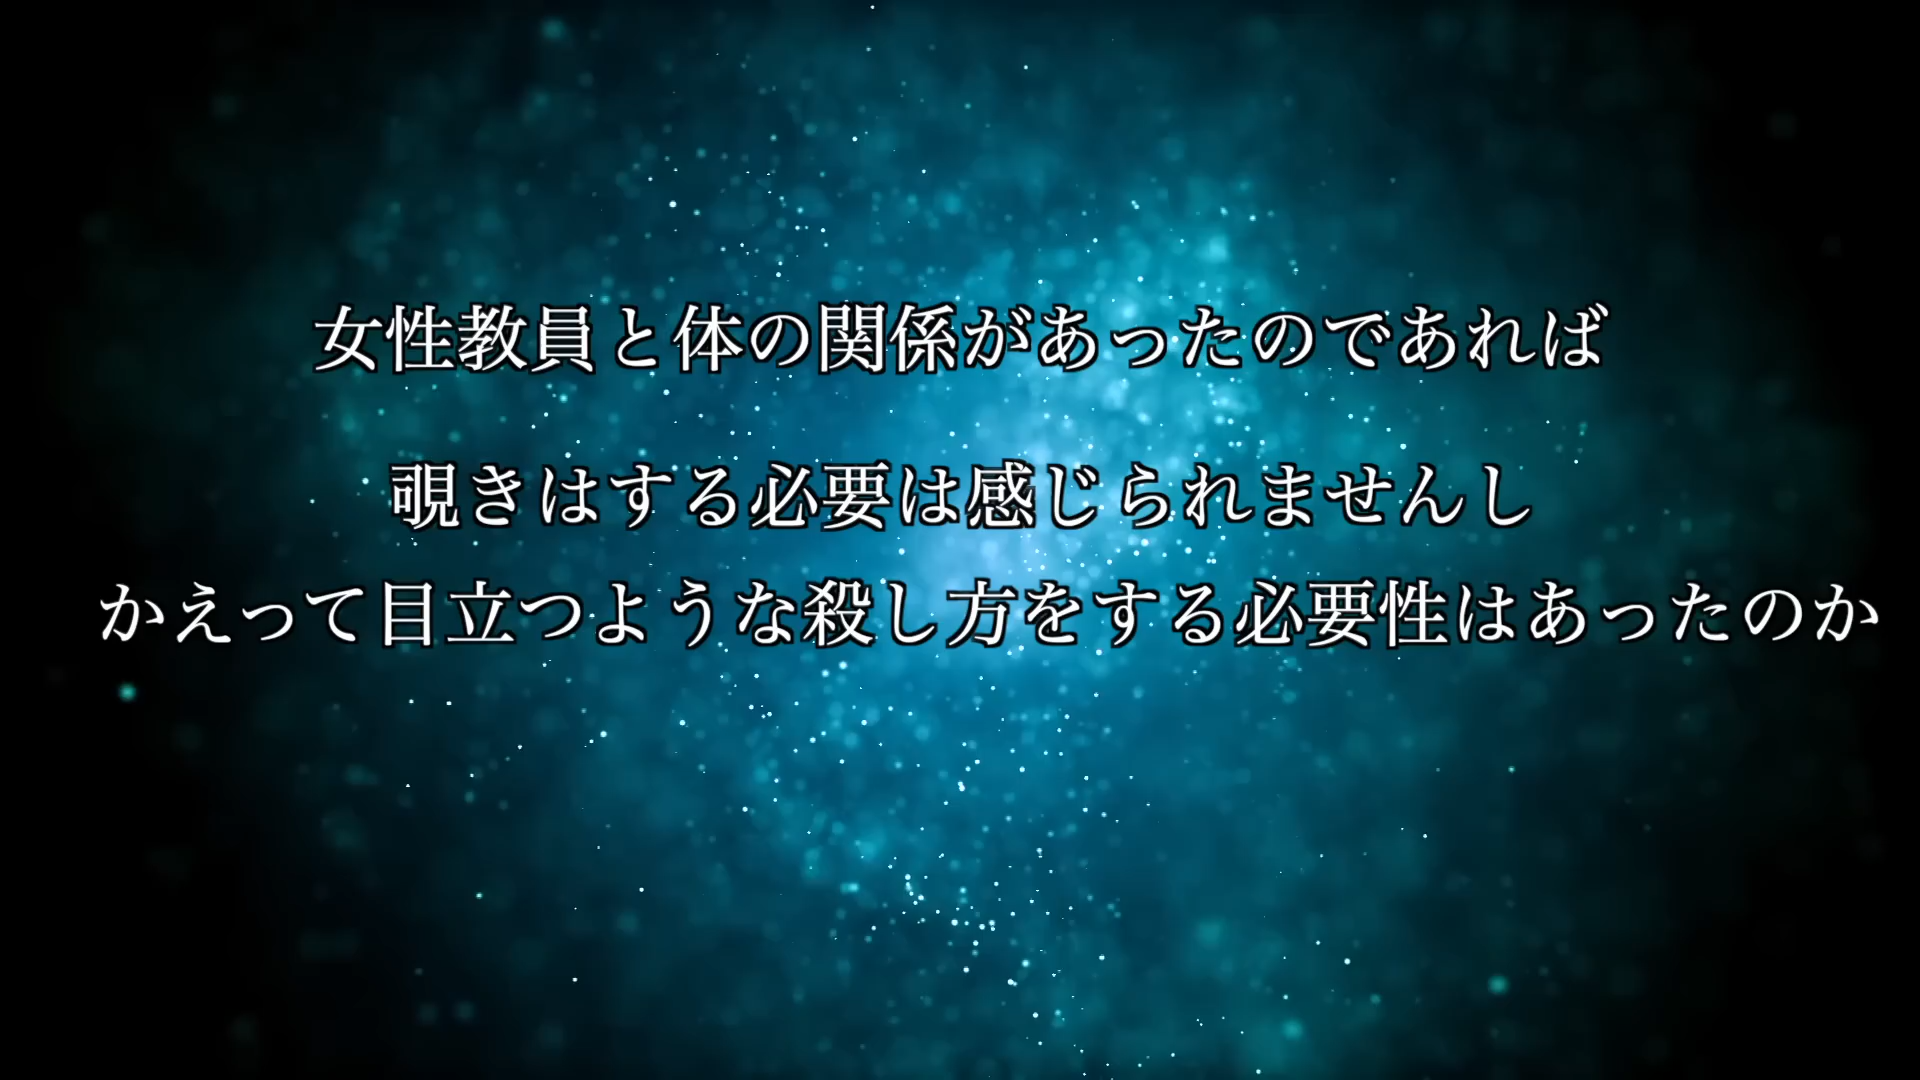 女性教員と体の関係があったのであれば
覗きはする必要は感じられませんし
かえって目立つような殺し方をする必要性はあったのか